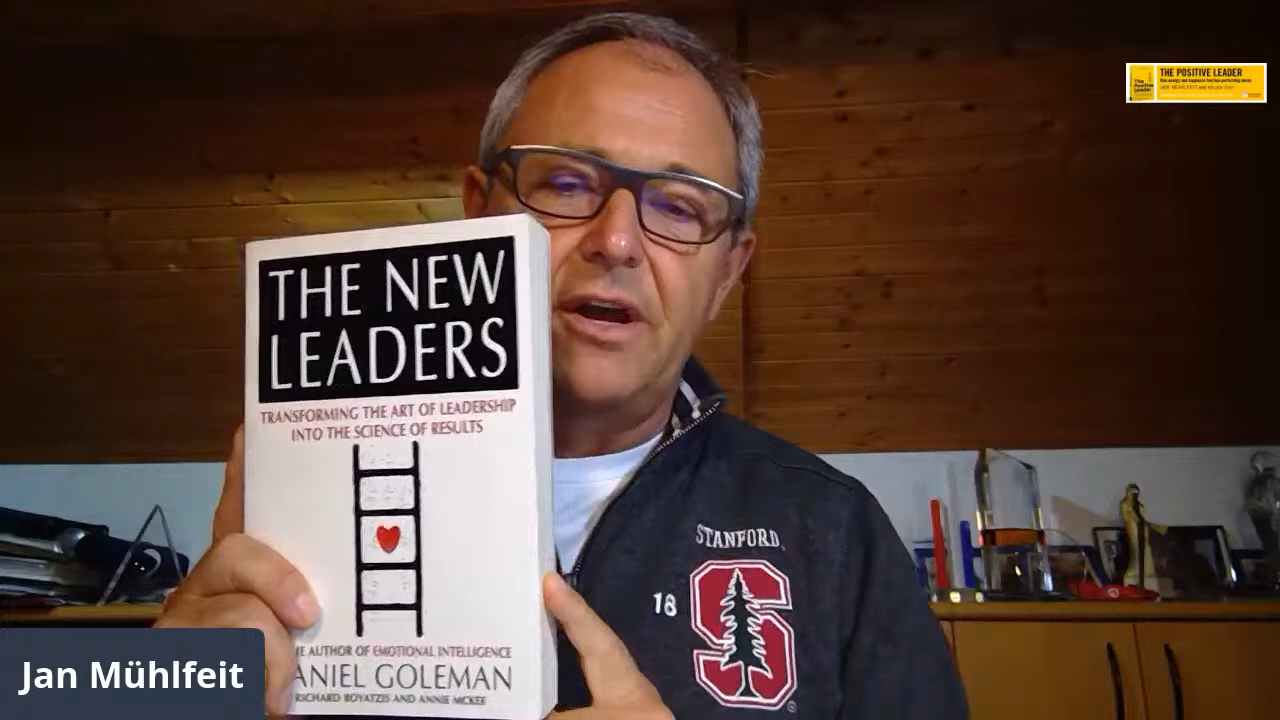 THE NEW
LEADERS
TRANSFORMING THE ART OF LEADERSHIP
INTO THE SCIENCE OF RESULTS
AUTHOR OF EMOTIONAL INTELLIGENCE
ANIEL GOLEMAN
RICHARD BOYATZIS AND ANNIE MCKEE
STANFORD
18
S
Jan Mühlfeit
THE POSITIVE LEADER